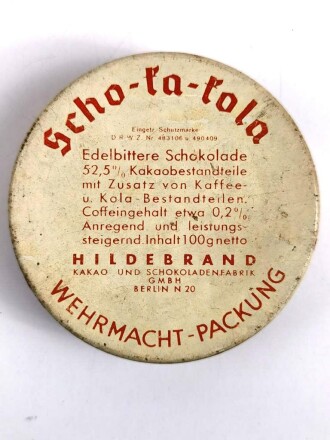 Scho-ka-kola
Eingetr. Schutzmarke
D R W Z. Nr 483106 u 490409
Edelbittere Schokolade
52,5% Kakaobestandteile
mit Zusatz von Kaffee-
u. Kola-Bestandteilen.
Coffeingehalt etwa 0,2%
Anregend und leistungs-
steigernd. Inhalt 100g netto
HILDEBRAND
KAKAO UND SCHOKOLADENFABRIK
GMBH
BERLIN N 20
WEHRMACHT-PACKUNG